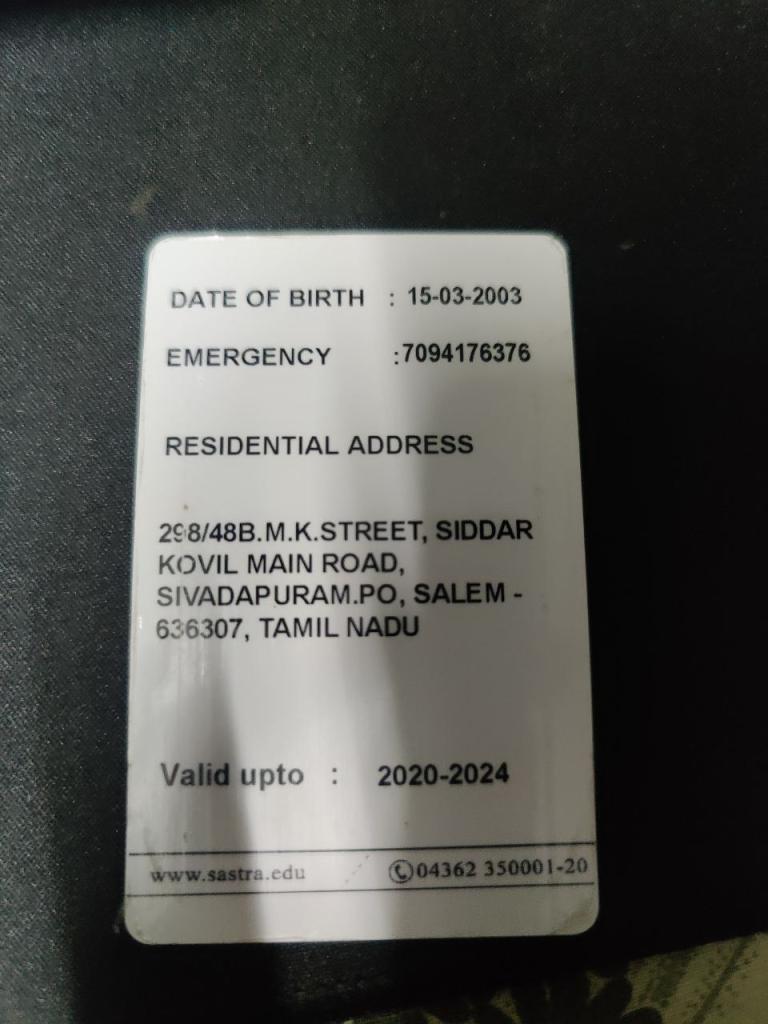 DATE OF BIRTH : 15-03-2003
EMERGENCY :7094176376
RESIDENTIAL ADDRESS
298/48B.M.K.STREET, SIDDAR
KOVIL MAIN ROAD,
SIVADAPURAM.PO, SALEM -
636307, TAMIL NADU
Valid upto : 2020-2024
www.sastra.edu 04362 350001-20